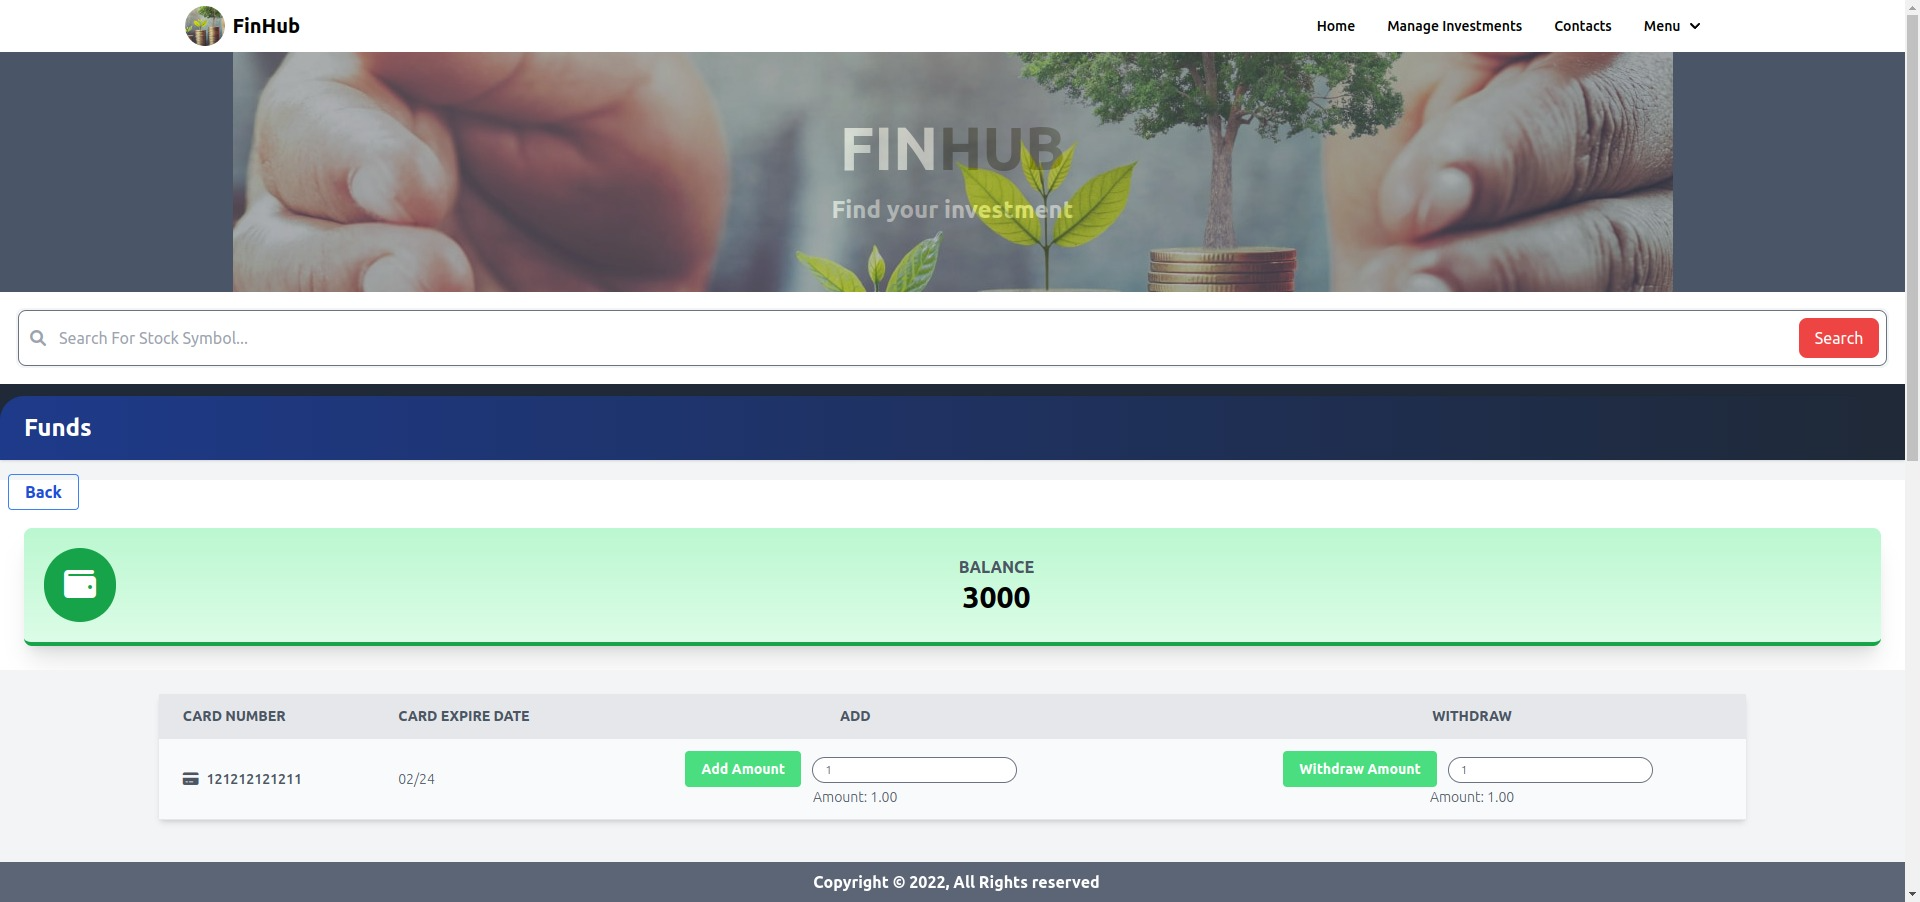 FinHub
Home
Manage Investments
Contacts
Menu
FINHUB
Find your investment
Search For Stock Symbol...
Search
Funds
Back
BALANCE
3000
CARD NUMBER
CARD EXPIRE DATE
ADD
WITHDRAW
121212121211
02/24
Add Amount
1
Amount: 1.00
Withdraw Amount
1
Amount: 1.00
Copyright © 2022, All Rights reserved